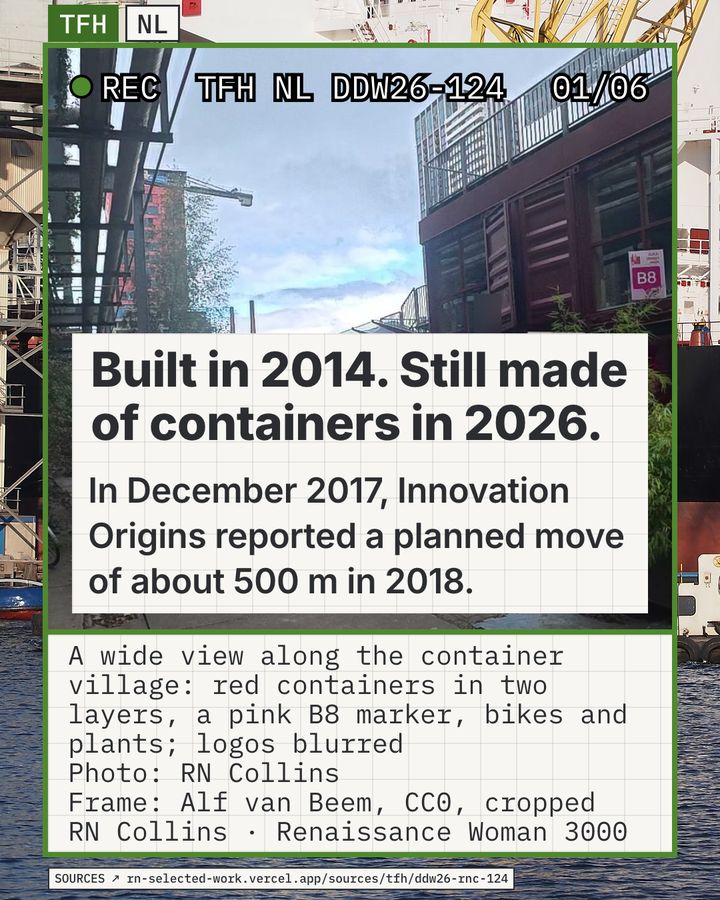 TFH NL
REC TFH NL DDW26-124 01/06
B8
Built in 2014. Still made
of containers in 2026.
In December 2017, Innovation
Origins reported a planned move
of about 500 m in 2018.
A wide view along the container
village: red containers in two
layers, a pink B8 marker, bikes and
plants; logos blurred
Photo: RN Collins
Frame: Alf van Beem, CC0, cropped
RN Collins · Renaissance Woman 3000
SOURCES ↗ rn-selected-work.vercel.app/sources/tfh/ddw26-rnc-124